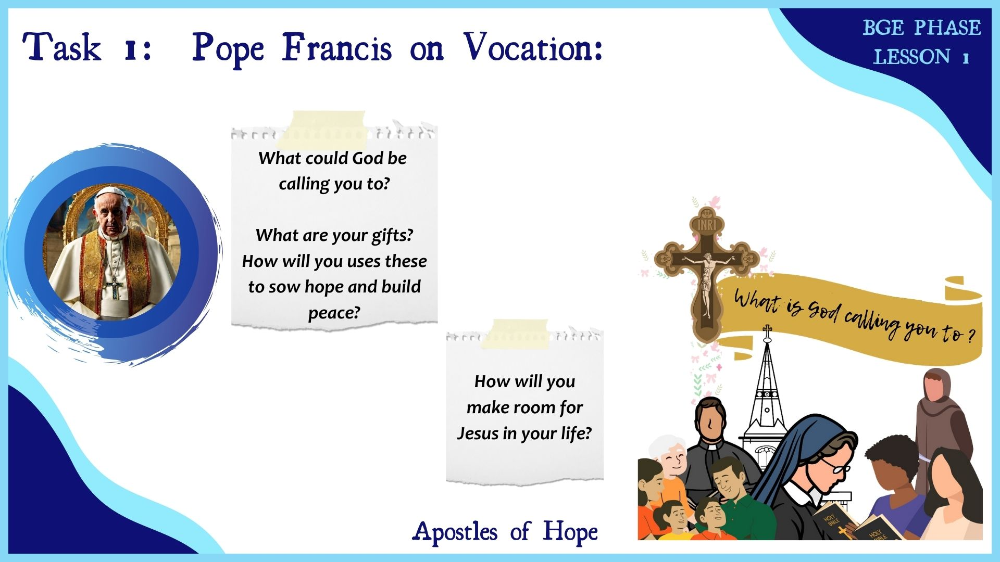 Task 1: Pope Francis on Vocation:
BGE PHASE
LESSON 1
What could God be
calling you to?
What are your gifts?
How will you uses these
to sow hope and build
peace?
How will you
make room for
Jesus in your life?
INRI
What is God calling you to ?
HOLY
BIBLE
HOLY
BIBLE
Apostles of Hope